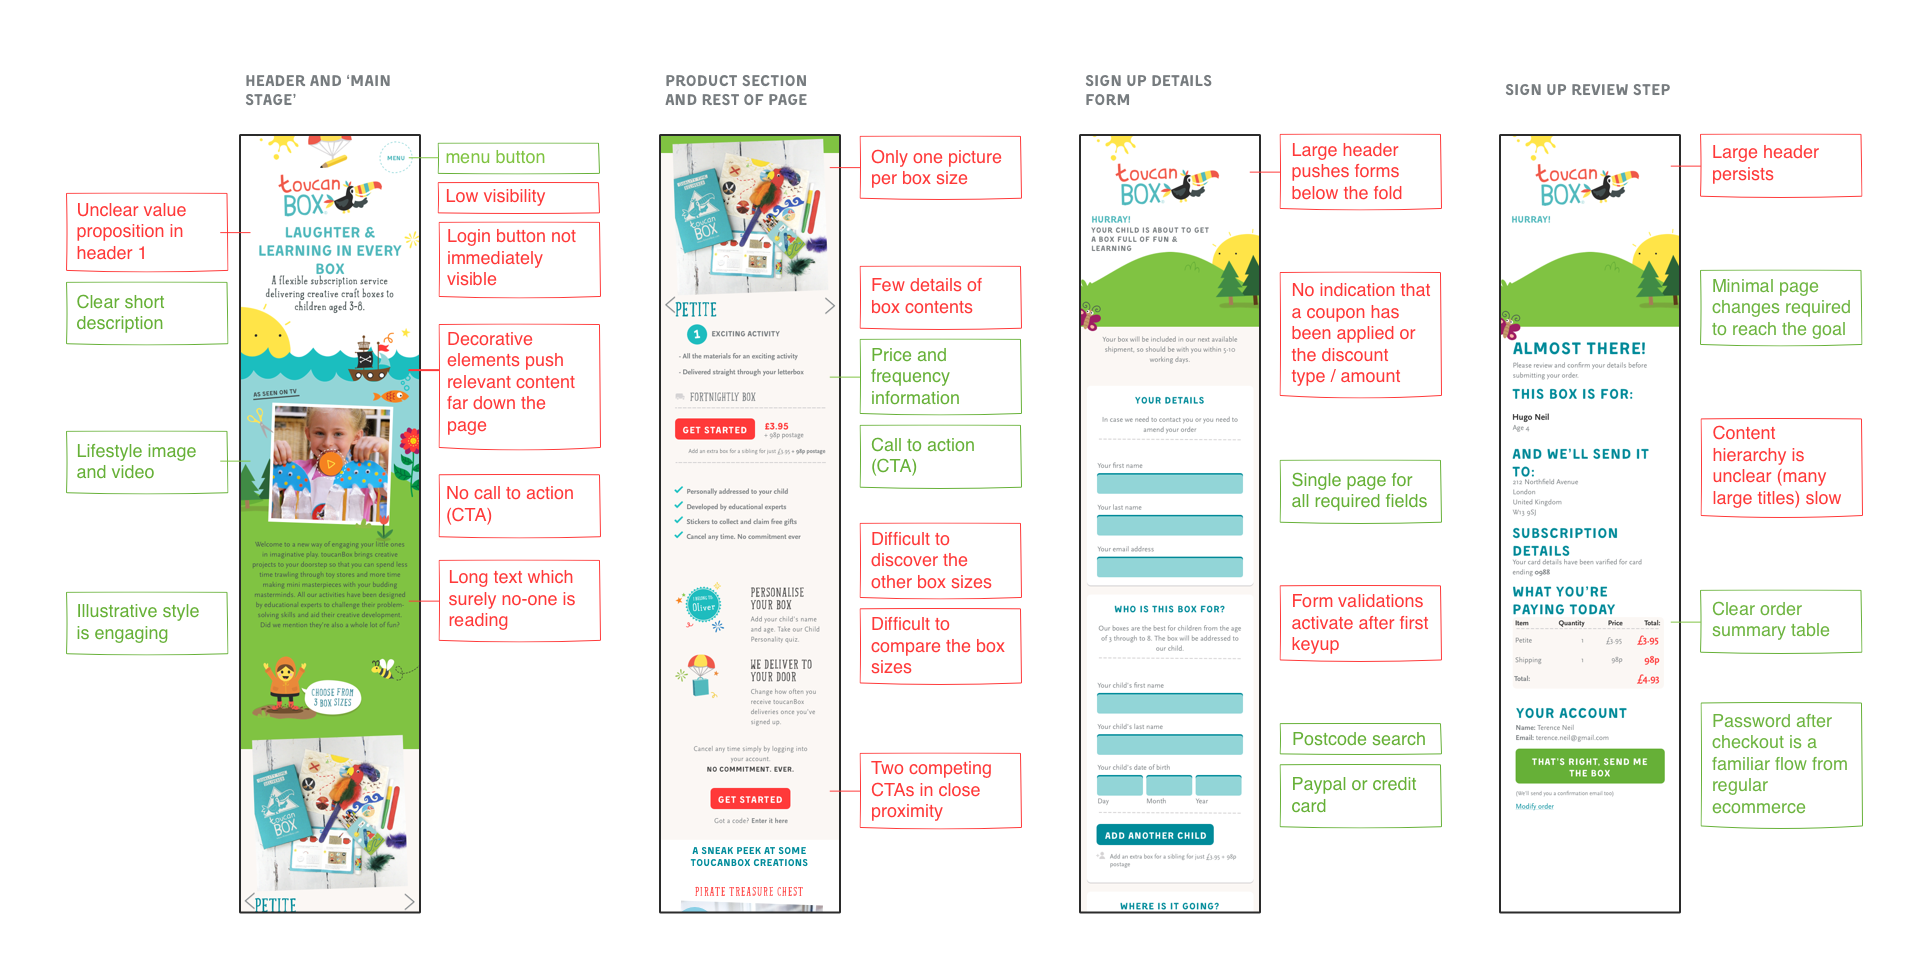 HEADER AND ‘MAIN
STAGE’
Unclear value
proposition in
header 1
Clear short
description
Lifestyle image
and video
Illustrative style
is engaging
MENU
toucan
BOX
LAUGHTER &
LEARNING IN EVERY
BOX
A flexible subscription service
delivering creative craft boxes to
children aged 3-8.
AS SEEN ON TV
Welcome to a new way of engaging your little ones
in imaginative play. toucanBox brings creative
projects to your doorstep so that you can spend less
time trawling through toy stores and more time
making mini masterpieces with your budding
masterminds. All our activities have been designed
by educational experts to challenge their problem-
solving skills and aid their creative development.
Did we mention they're also a whole lot of fun?
CHOOSE FROM
3 BOX SIZES
toucan
BOX
PETITE
menu button
Low visibility
Login button not
immediately
visible
Decorative
elements push
relevant content
far down the
page
No call to action
(CTA)
Long text which
surely no-one is
reading
PRODUCT SECTION
AND REST OF PAGE
toucan
BOX
PETITE
1 EXCITING ACTIVITY
- All the materials for an exciting activity
- Delivered straight through your letterbox
FORTNIGHTLY BOX
GET STARTED
£3.95
+ 98p postage
Add an extra box for a sibling for just £3.95 + 98p postage
Personally addressed to your child
Developed by educational experts
Stickers to collect and claim free gifts
Cancel any time. No commitment ever
Oliver
PERSONALISE
YOUR BOX
Add your child's name
and age. Take our Child
Personality quiz.
WE DELIVER TO
YOUR DOOR
Change how often you
receive toucanBox
deliveries once you've
signed up.
Cancel any time simply by logging into
your account.
NO COMMITMENT. EVER.
GET STARTED
Got a code? Enter it here
A SNEAK PEEK AT SOME
TOUCANBOX CREATIONS
PIRATE TREASURE CHEST
Only one picture
per box size
Few details of
box contents
Price and
frequency
information
Call to action
(CTA)
Difficult to
discover the
other box sizes
Difficult to
compare the box
sizes
Two competing
CTAs in close
proximity
SIGN UP DETAILS
FORM
toucan
BOX
HURRAY!
YOUR CHILD IS ABOUT TO GET
A BOX FULL OF FUN &
LEARNING
Your box will be included in our next available
shipment, so should be with you within 5-10
working days.
YOUR DETAILS
In case we need to contact you or you need to
amend your order
Your first name
Your last name
Your email address
WHO IS THIS BOX FOR?
Our boxes are the best for children from the age
of 3 through to 8. The box will be addressed to
our child.
Your child's first name
Your child's last name
Your child's date of birth
Day Month Year
ADD ANOTHER CHILD
Add an extra box for a sibling for just £3.95 + 98p
postage
WHERE IS IT GOING?
Large header
pushes forms
below the fold
No indication that
a coupon has
been applied or
the discount
type / amount
Single page for
all required fields
Form validations
activate after first
keyup
Postcode search
Paypal or credit
card
SIGN UP REVIEW STEP
toucan
BOX
HURRAY!
ALMOST THERE!
Please review and confirm your details before
submitting your order.
THIS BOX IS FOR:
Hugo Neil
Age 4
AND WE'LL SEND IT
TO:
212 Northfield Avenue
London
United Kingdom
W13 9SJ
SUBSCRIPTION
DETAILS
Your card details have been verified for card
ending 0988
WHAT YOU'RE
PAYING TODAY
Item Quantity Price Total:
Petite 1 £3.95 £3.95
Shipping 1 98p 98p
Total: £4.93
YOUR ACCOUNT
Name: Terence Neil
Email: terence.neil@gmail.com
THAT'S RIGHT, SEND ME
THE BOX
(We'll send you a confirmation email too)
Modify order
Large header
persists
Minimal page
changes required
to reach the goal
Content
hierarchy is
unclear (many
large titles) slow
Clear order
summary table
Password after
checkout is a
familiar flow from
regular
ecommerce